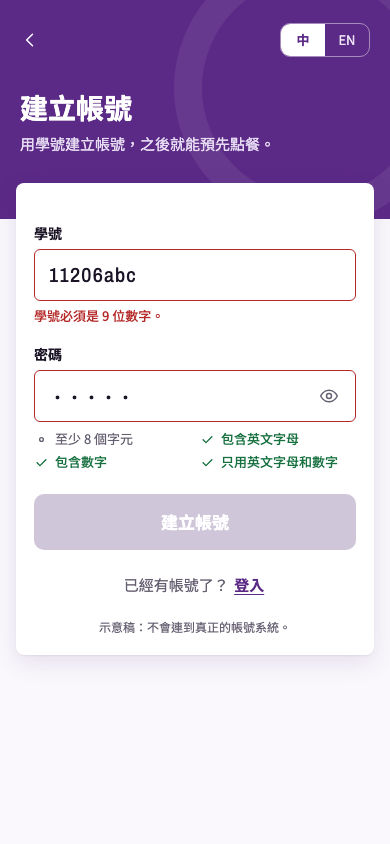 中 EN
建立帳號
用學號建立帳號，之後就能預先點餐。
學號
11206abc
學號必須是 9 位數字。
密碼
•••••
至少 8 個字元 包含英文字母
包含數字 只用英文字母和數字
建立帳號
已經有帳號了？ 登入
示意稿：不會連到真正的帳號系統。